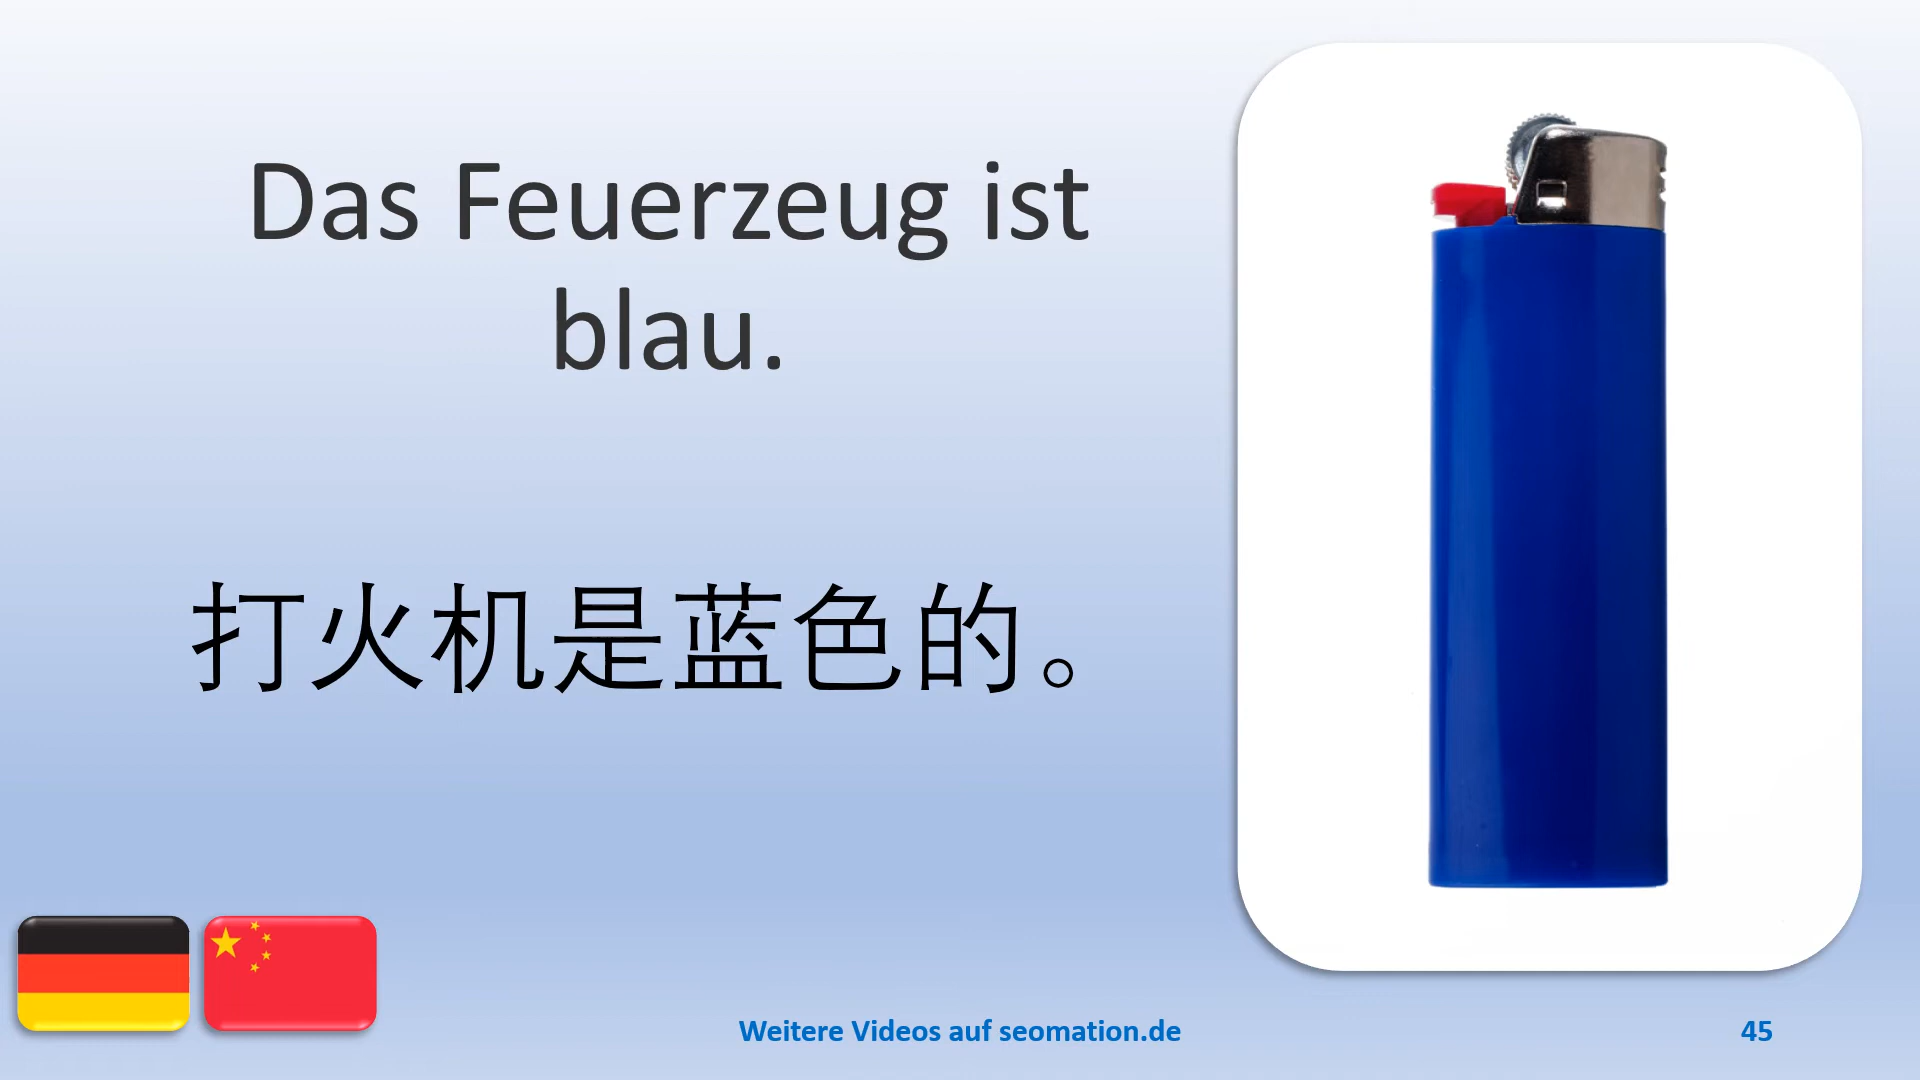 Das Feuerzeug ist
blau.
打火机是蓝色的。
Weitere Videos auf seomation.de
45